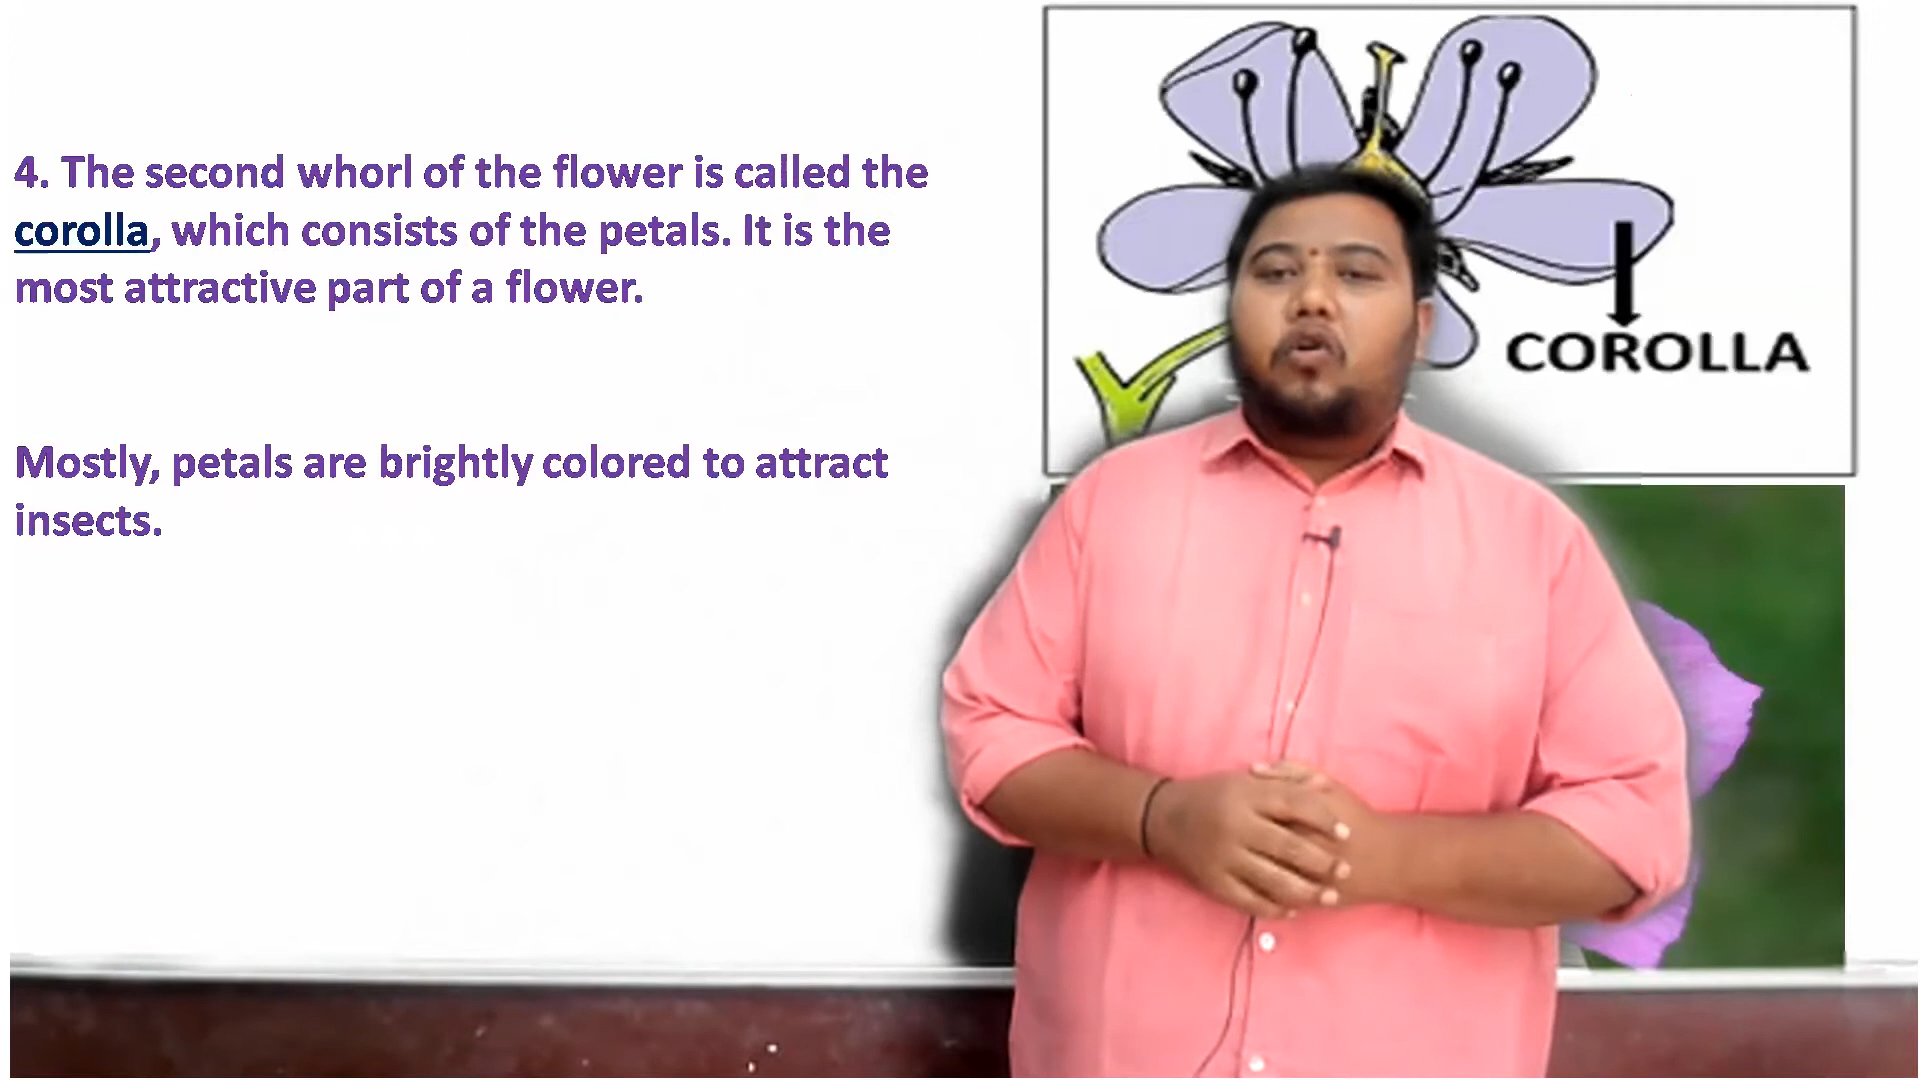 4. The second whorl of the flower is called the
corolla, which consists of the petals. It is the
most attractive part of a flower.
Mostly, petals are brightly colored to attract
insects.
COROLLA